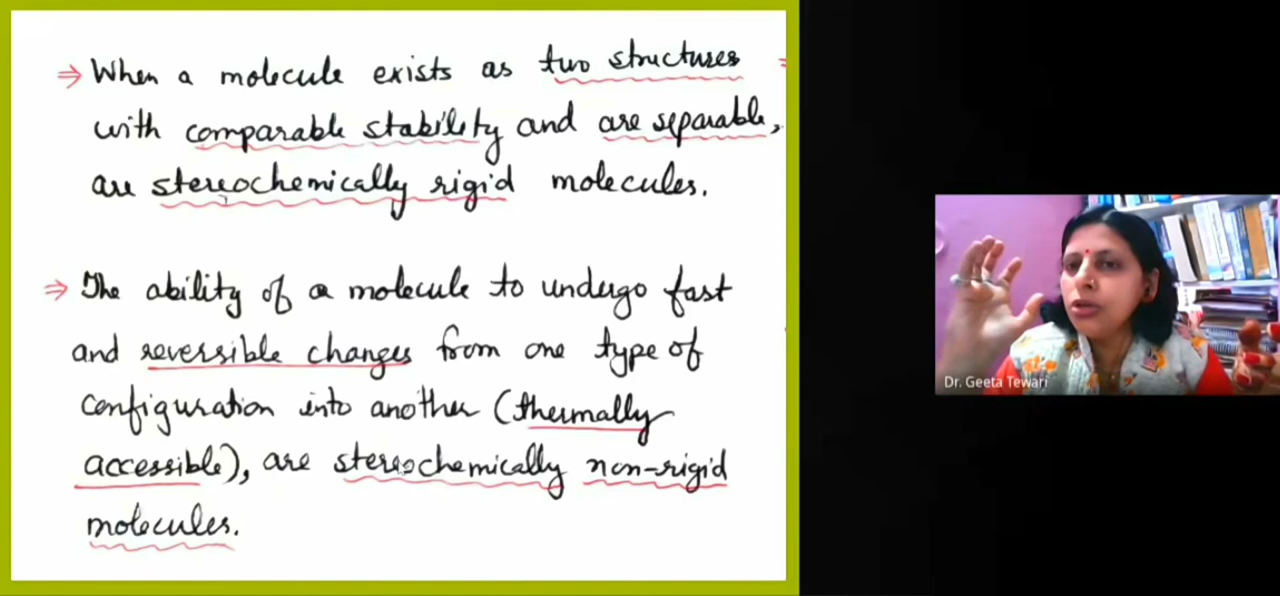 ⇒ When a molecule exists as two structures
with comparable stability and are separable,
are stereochemically rigid molecules.
⇒ The ability of a molecule to undergo fast
and reversible changes from one type of
configuration into another (thermally
accessible), are stereochemically non-rigid
molecules.
Dr. Geeta Tewari